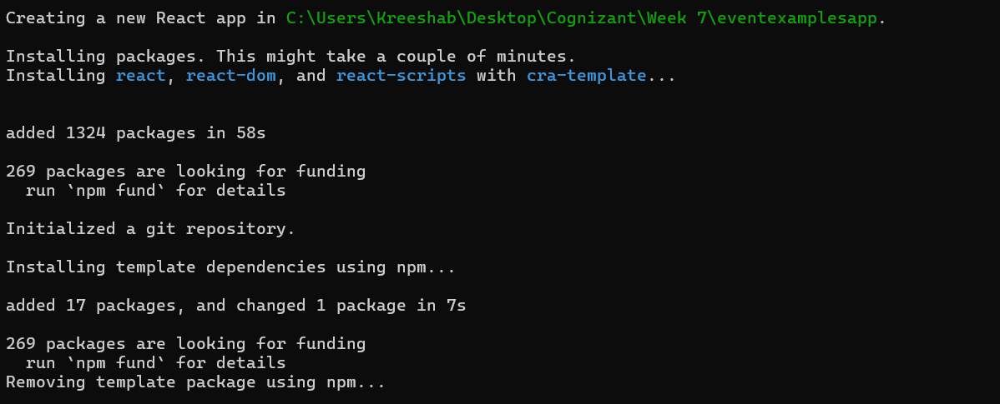 Creating a new React app in C:\Users\Kreeshab\Desktop\Cognizant\Week 7\eventexamplesapp.
Installing packages. This might take a couple of minutes.
Installing react, react-dom, and react-scripts with cra-template...
added 1324 packages in 58s
269 packages are looking for funding
  run `npm fund` for details
Initialized a git repository.
Installing template dependencies using npm...
added 17 packages, and changed 1 package in 7s
269 packages are looking for funding
  run `npm fund` for details
Removing template package using npm...